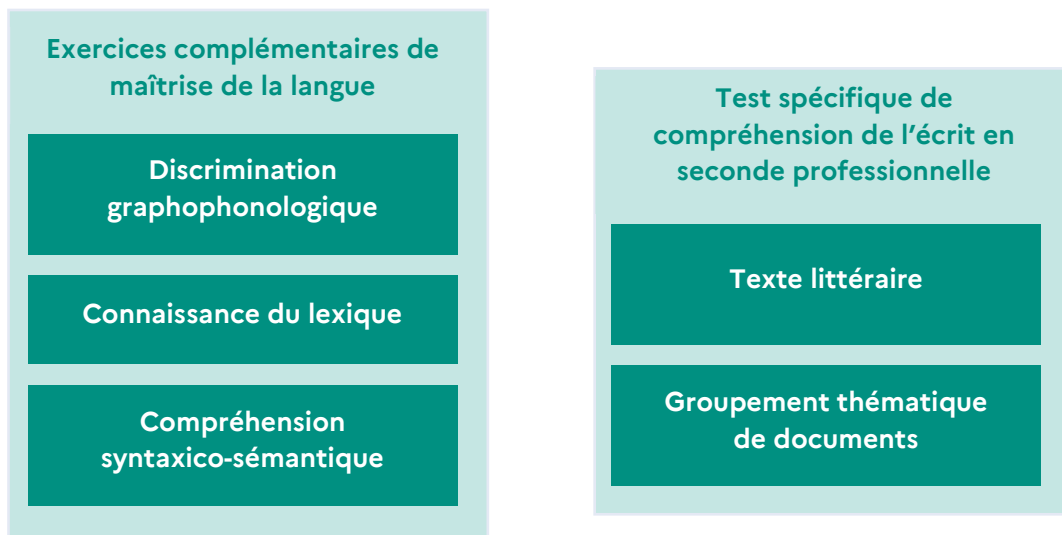 Exercices complémentaires de
maîtrise de la langue
Discrimination
graphophonologique
Connaissance du lexique
Compréhension
syntaxico-sémantique
Test spécifique de
compréhension de l’écrit en
seconde professionnelle
Texte littéraire
Groupement thématique
de documents